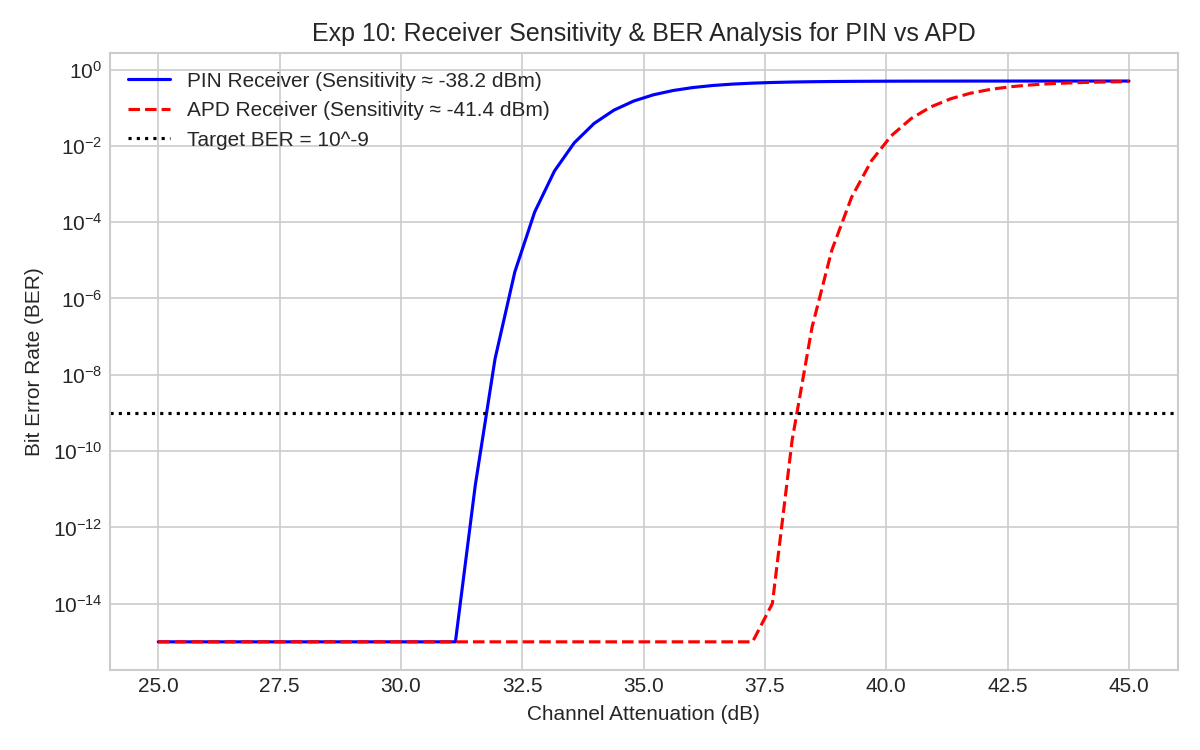 Exp 10: Receiver Sensitivity & BER Analysis for PIN vs APD
PIN Receiver (Sensitivity ≈ -38.2 dBm)
APD Receiver (Sensitivity ≈ -41.4 dBm)
Target BER = 10^-9
Bit Error Rate (BER)
10⁰
10⁻²
10⁻⁴
10⁻⁶
10⁻⁸
10⁻¹⁰
10⁻¹²
10⁻¹⁴
25.0 27.5 30.0 32.5 35.0 37.5 40.0 42.5 45.0
Channel Attenuation (dB)